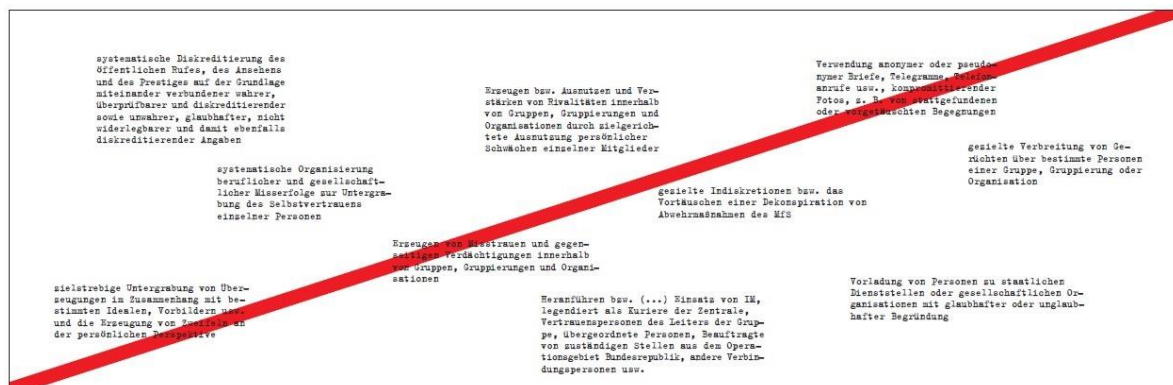 systematische Diskreditierung des
öffentlichen Rufes, des Ansehens
und des Prestiges auf der Grundlage
miteinander verbundener wahrer,
überprüfbarer und diskreditierender
sowie unwahrer, glaubhafter, nicht
widerlegbarer und damit ebenfalls
diskreditierender Angaben
systematische Organisierung
beruflicher und gesellschaft-
licher Misserfolge zur Untergra-
bung des Selbstvertrauens
einzelner Personen
zielstrebige Untergrabung von Über-
zeugungen im Zusammenhang mit be-
stimmten Idealen, Vorbildern usw.
und die Erzeugung von Zweifeln an
der persönlichen Perspektive
Erzeugen von Misstrauen und gegen-
seitigen Verdächtigungen innerhalb
von Gruppen, Gruppierungen und Organi-
sationen
Erzeugen bzw. Ausnutzen und Ver-
stärken von Rivalitäten innerhalb
von Gruppen, Gruppierungen und
Organisationen durch zielgerich-
tete Ausnutzung persönlicher
Schwächen einzelner Mitglieder
Heranführen bzw. (...) Einsatz von IM,
legendiert als Kuriere der Zentrale,
Vertrauenspersonen des Leiters der Grup-
pe, übergeordnete Personen, Beauftragte
von zuständigen Stellen aus dem Opera-
tionsgebiet Bundesrepublik, andere Verbin-
dungspersonen usw.
gezielte Indiskretionen bzw. das
Vortäuschen einer Dekonspiration von
Abwehrmaßnahmen des MfS
Verwendung anonymer oder pseudo-
nymer Briefe, Telegramme, Telefon-
anrufe usw., kompromittierender
Fotos, z. B. von stattgefundenen
oder vorgetäuschten Begegnungen
gezielte Verbreitung von Ge-
rüchten über bestimmte Personen
einer Gruppe, Gruppierung oder
Organisation
Vorladung von Personen zu staatlichen
Dienststellen oder gesellschaftlichen Or-
ganisationen mit glaubhafter oder unglaub-
hafter Begründung